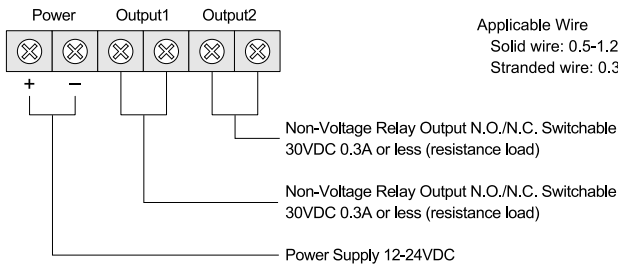 Power Output1 Output2
Applicable Wire
Solid wire: 0.5-1.2
Stranded wire: 0.3
+ −
Non-Voltage Relay Output N.O./N.C. Switchable
30VDC 0.3A or less (resistance load)
Non-Voltage Relay Output N.O./N.C. Switchable
30VDC 0.3A or less (resistance load)
Power Supply 12-24VDC